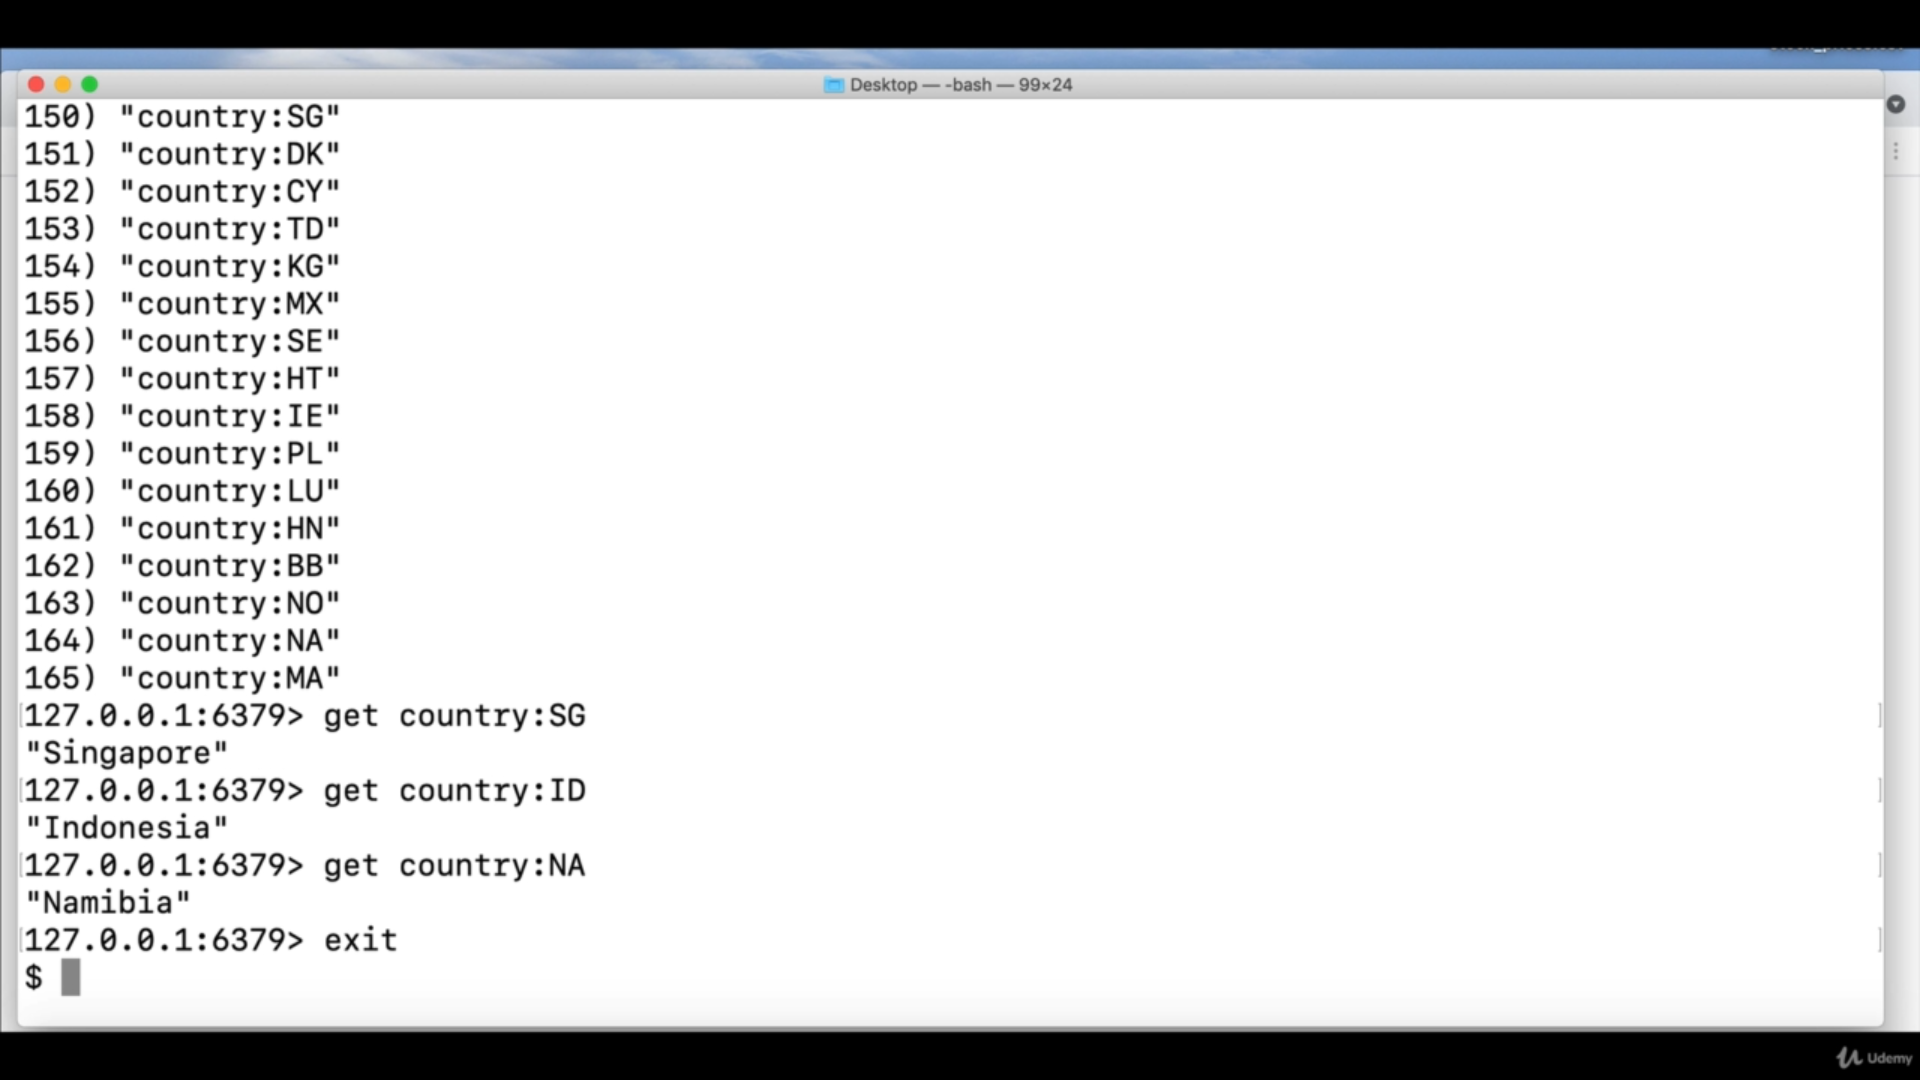 Desktop — -bash — 99×24
150) "country:SG"
151) "country:DK"
152) "country:CY"
153) "country:TD"
154) "country:KG"
155) "country:MX"
156) "country:SE"
157) "country:HT"
158) "country:IE"
159) "country:PL"
160) "country:LU"
161) "country:HN"
162) "country:BB"
163) "country:NO"
164) "country:NA"
165) "country:MA"
[127.0.0.1:6379> get country:SG ]
"Singapore"
[127.0.0.1:6379> get country:ID ]
"Indonesia"
[127.0.0.1:6379> get country:NA ]
"Namibia"
[127.0.0.1:6379> exit ]
$
Udemy